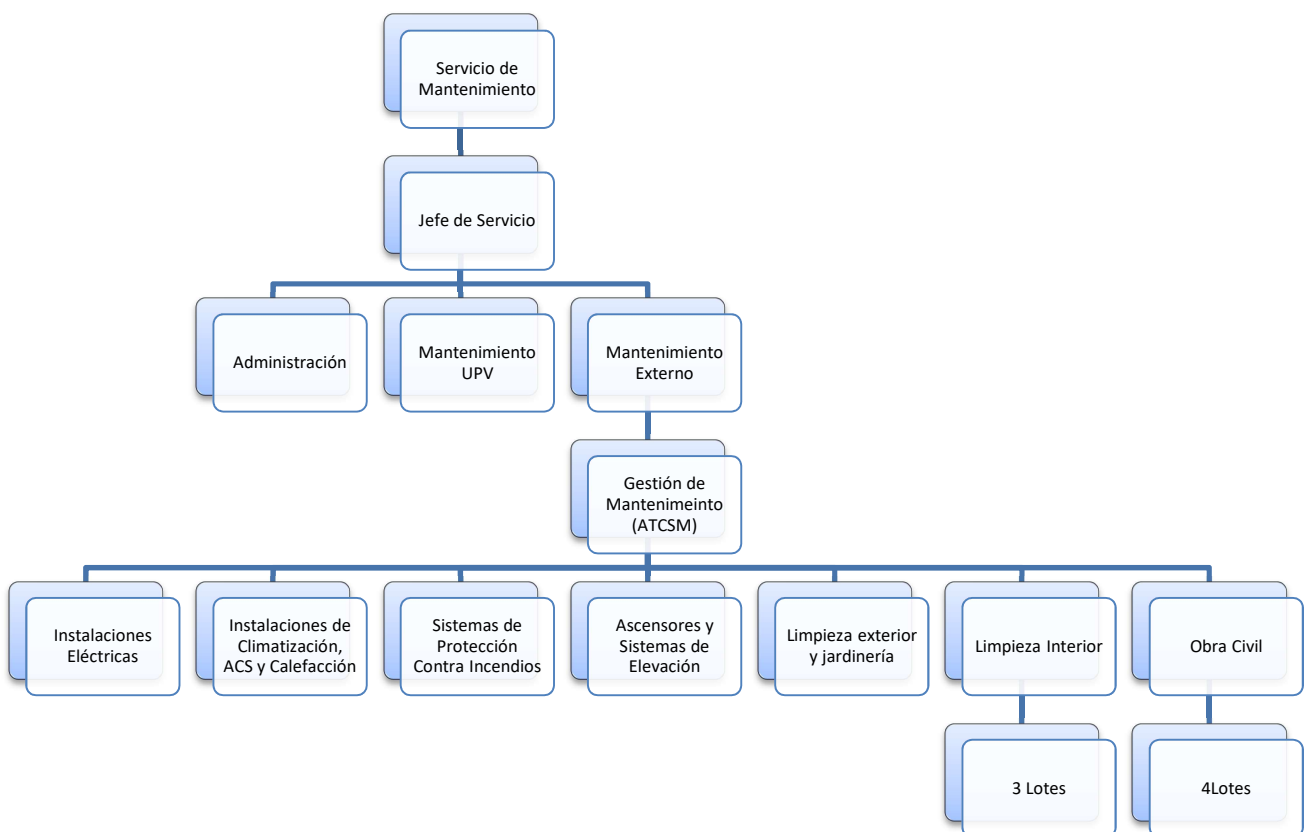 Servicio de
Mantenimiento
Jefe de Servicio
Administración
Mantenimiento
UPV
Mantenimiento
Externo
Gestión de
Mantenimeinto
(ATCSM)
Instalaciones
Eléctricas
Instalaciones de
Climatización,
ACS y Calefacción
Sistemas de
Protección
Contra Incendios
Ascensores y
Sistemas de
Elevación
Limpieza exterior
y jardinería
Limpieza Interior
Obra Civil
3 Lotes
4Lotes